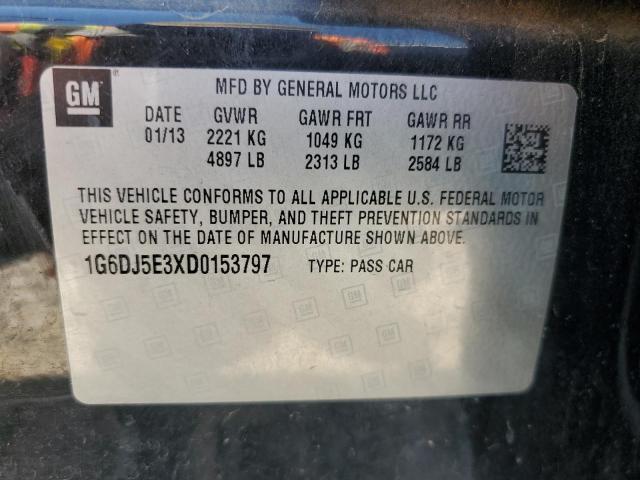 GM
MFD BY GENERAL MOTORS LLC
DATE GVWR GAWR FRT GAWR RR
01/13 2221 KG 1049 KG 1172 KG
4897 LB 2313 LB 2584 LB
THIS VEHICLE CONFORMS TO ALL APPLICABLE U.S. FEDERAL MOTOR
VEHICLE SAFETY, BUMPER, AND THEFT PREVENTION STANDARDS IN
EFFECT ON THE DATE OF MANUFACTURE SHOWN ABOVE.
1G6DJ5E3XD0153797 TYPE: PASS CAR